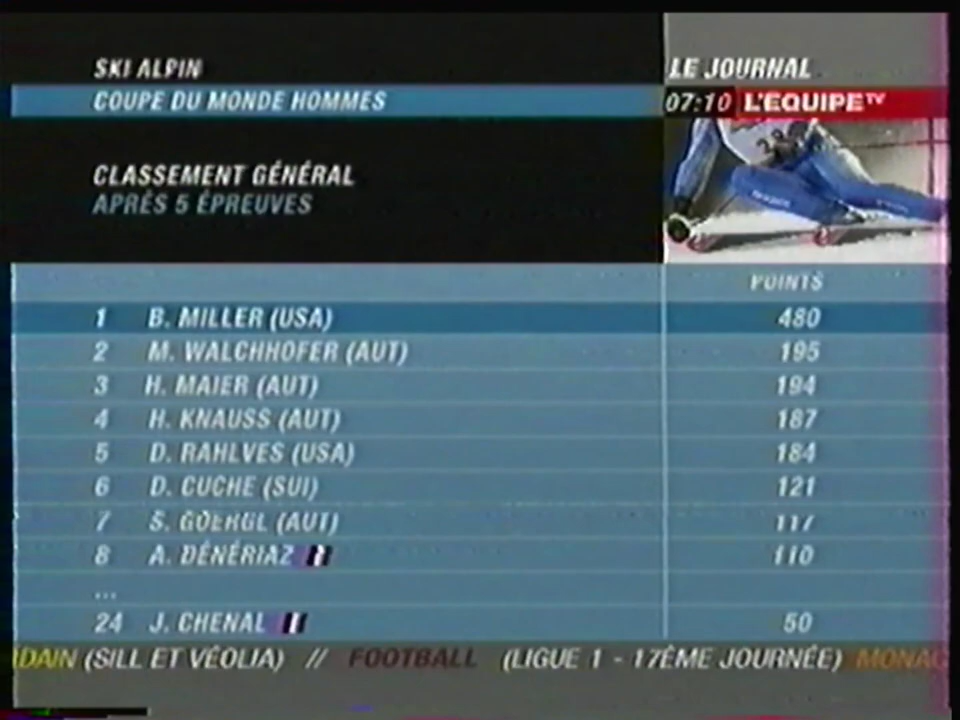 SKI ALPIN
LE JOURNAL
COUPE DU MONDE HOMMES
07:10 L'EQUIPE TV
CLASSEMENT GÉNÉRAL
APRÈS 5 ÉPREUVES
POINTS
1 B. MILLER (USA) 480
2 M. WALCHHOFER (AUT) 195
3 H. MAIER (AUT) 194
4 H. KNAUSS (AUT) 187
5 D. RAHLVES (USA) 184
6 D. CUCHE (SUI) 121
7 S. GOERGL (AUT) 117
8 A. DÉNÉRIAZ 110
...
24 J. CHENAL 50
(SILL ET VÉOLIA) // FOOTBALL (LIGUE 1 - 17ÈME JOURNÉE) MONAC